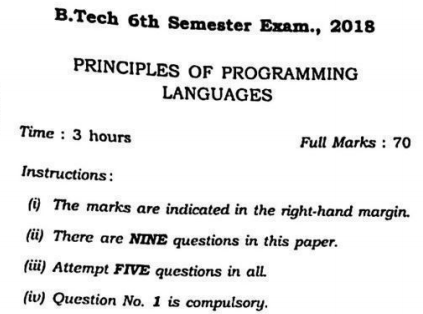 B.Tech 6th Semester Exam., 2018
PRINCIPLES OF PROGRAMMING
LANGUAGES
Time : 3 hours Full Marks : 70
Instructions :
(i) The marks are indicated in the right-hand margin.
(ii) There are NINE questions in this paper.
(iii) Attempt FIVE questions in all.
(iv) Question No. 1 is compulsory.